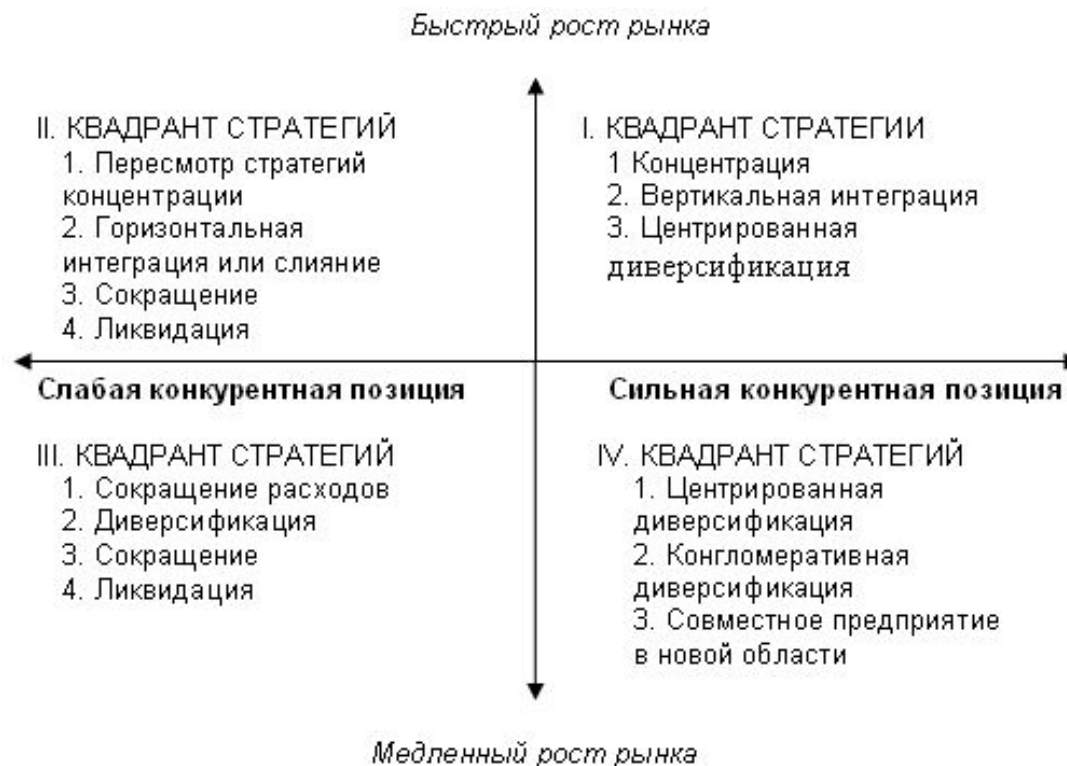 Быстрый рост рынка
II. КВАДРАНТ СТРАТЕГИЙ
1. Пересмотр стратегий
концентрации
2. Горизонтальная
интеграция или слияние
3. Сокращение
4. Ликвидация
I. КВАДРАНТ СТРАТЕГИИ
1 Концентрация
2. Вертикальная интеграция
3. Центрированная
диверсификация
Слабая конкурентная позиция
Сильная конкурентная позиция
III. КВАДРАНТ СТРАТЕГИЙ
1. Сокращение расходов
2. Диверсификация
3. Сокращение
4. Ликвидация
IV. КВАДРАНТ СТРАТЕГИЙ
1. Центрированная
диверсификация
2. Конгломеративная
диверсификация
3. Совместное предприятие
в новой области
Медленный рост рынка